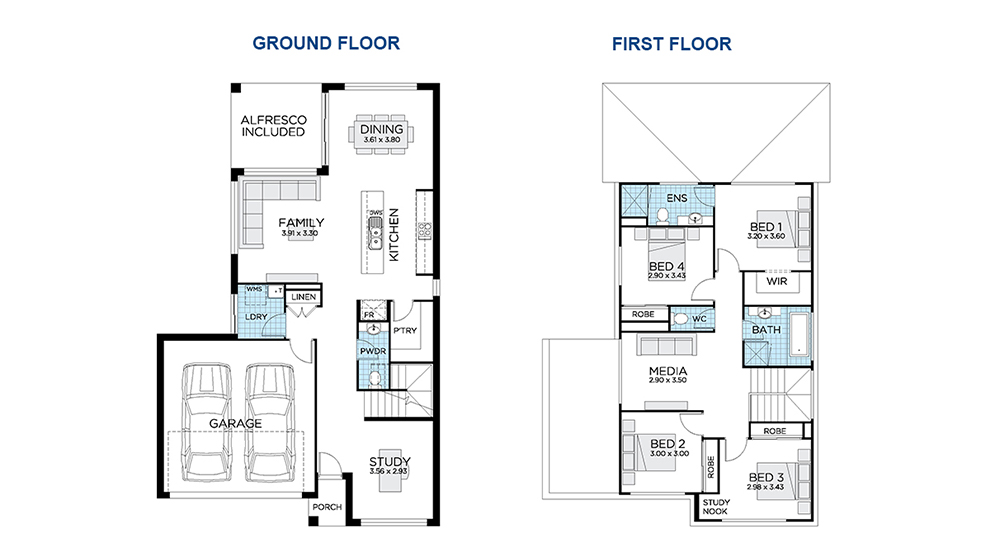 GROUND FLOOR
ALFRESCO
INCLUDED
DINING
3.61 x 3.80
FAMILY
3.91 x 3.30
DWS
KITCHEN
WMS
+T
LINEN
LDRY
FR
P'TRY
PWDR
GARAGE
STUDY
3.56 x 2.93
PORCH
FIRST FLOOR
ENS
BED 1
3.20 x 3.60
BED 4
2.90 x 3.43
WIR
ROBE
WC
BATH
MEDIA
2.90 x 3.50
ROBE
BED 2
3.00 x 3.00
ROBE
BED 3
2.98 x 3.43
STUDY
NOOK